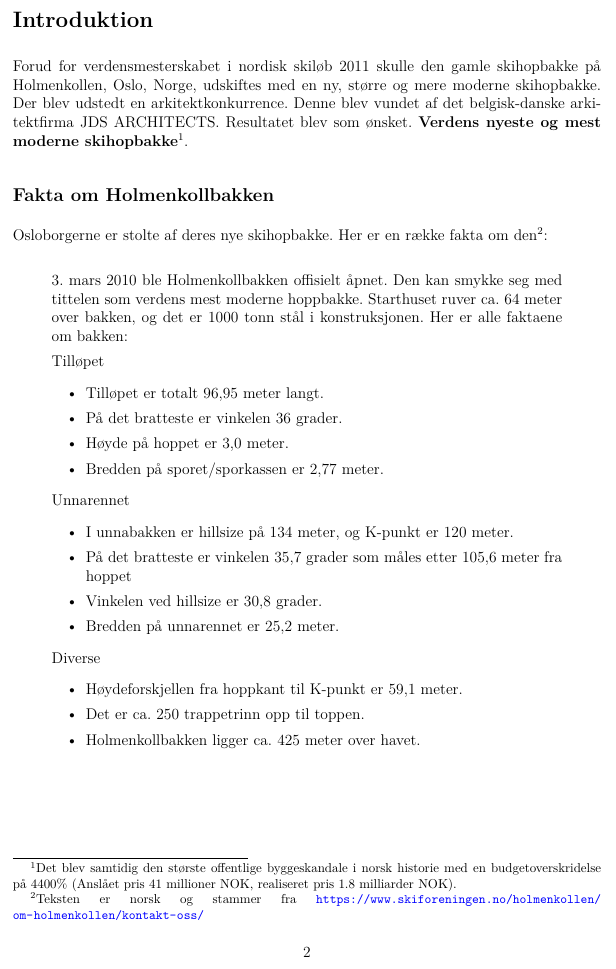 Introduktion
Forud for verdensmesterskabet i nordisk skiløb 2011 skulle den gamle skihopbakke på
Holmenkollen, Oslo, Norge, udskiftes med en ny, større og mere moderne skihopbakke.
Der blev udstedt en arkitektkonkurrence. Denne blev vundet af det belgisk-danske arki-
tektfirma JDS ARCHITECTS. Resultatet blev som ønsket. Verdens nyeste og mest
moderne skihopbakke¹.
Fakta om Holmenkollbakken
Osloborgerne er stolte af deres nye skihopbakke. Her er en række fakta om den²:
3. mars 2010 ble Holmenkollbakken offisielt åpnet. Den kan smykke seg med
tittelen som verdens mest moderne hoppbakke. Starthuset ruver ca. 64 meter
over bakken, og det er 1000 tonn stål i konstruksjonen. Her er alle faktaene
om bakken:
Tilløpet
• Tilløpet er totalt 96,95 meter langt.
• På det bratteste er vinkelen 36 grader.
• Høyde på hoppet er 3,0 meter.
• Bredden på sporet/sporkassen er 2,77 meter.
Unnarennet
• I unnabakken er hillsize på 134 meter, og K-punkt er 120 meter.
• På det bratteste er vinkelen 35,7 grader som måles etter 105,6 meter fra
hoppet
• Vinkelen ved hillsize er 30,8 grader.
• Bredden på unnarennet er 25,2 meter.
Diverse
• Høydeforskjellen fra hoppkant til K-punkt er 59,1 meter.
• Det er ca. 250 trappetrinn opp til toppen.
• Holmenkollbakken ligger ca. 425 meter over havet.
¹Det blev samtidig den største offentlige byggeskandale i norsk historie med en budgetoverskridelse
på 4400% (Anslået pris 41 millioner NOK, realiseret pris 1.8 milliarder NOK).
²Teksten er norsk og stammer fra https://www.skiforeningen.no/holmenkollen/
om-holmenkollen/kontakt-oss/
2